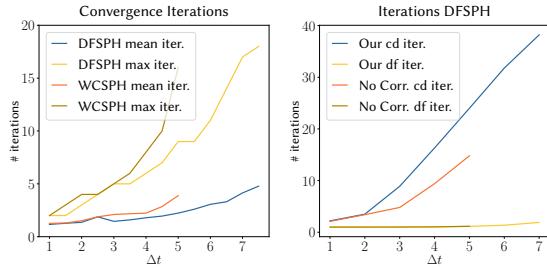 Convergence Iterations
20
15
10
5
0
# iterations
DFSPH mean iter.
DFSPH max iter.
WCSPH mean iter.
WCSPH max iter.
1 2 3 4 5 6 7
Δt
Iterations DFSPH
40
30
20
10
0
# iterations
Our cd iter.
Our df iter.
No Corr. cd iter.
No Corr. df iter.
1 2 3 4 5 6 7
Δt